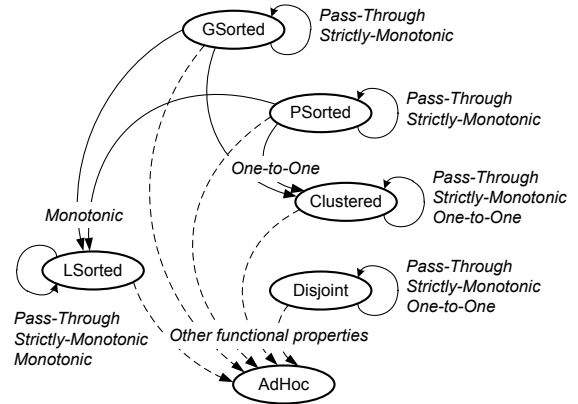 GSorted
Pass-Through
Strictly-Monotonic
PSorted
Pass-Through
Strictly-Monotonic
One-to-One
Clustered
Pass-Through
Strictly-Monotonic
One-to-One
Monotonic
LSorted
Disjoint
Pass-Through
Strictly-Monotonic
One-to-One
Pass-Through
Strictly-Monotonic
Monotonic
Other functional properties
AdHoc